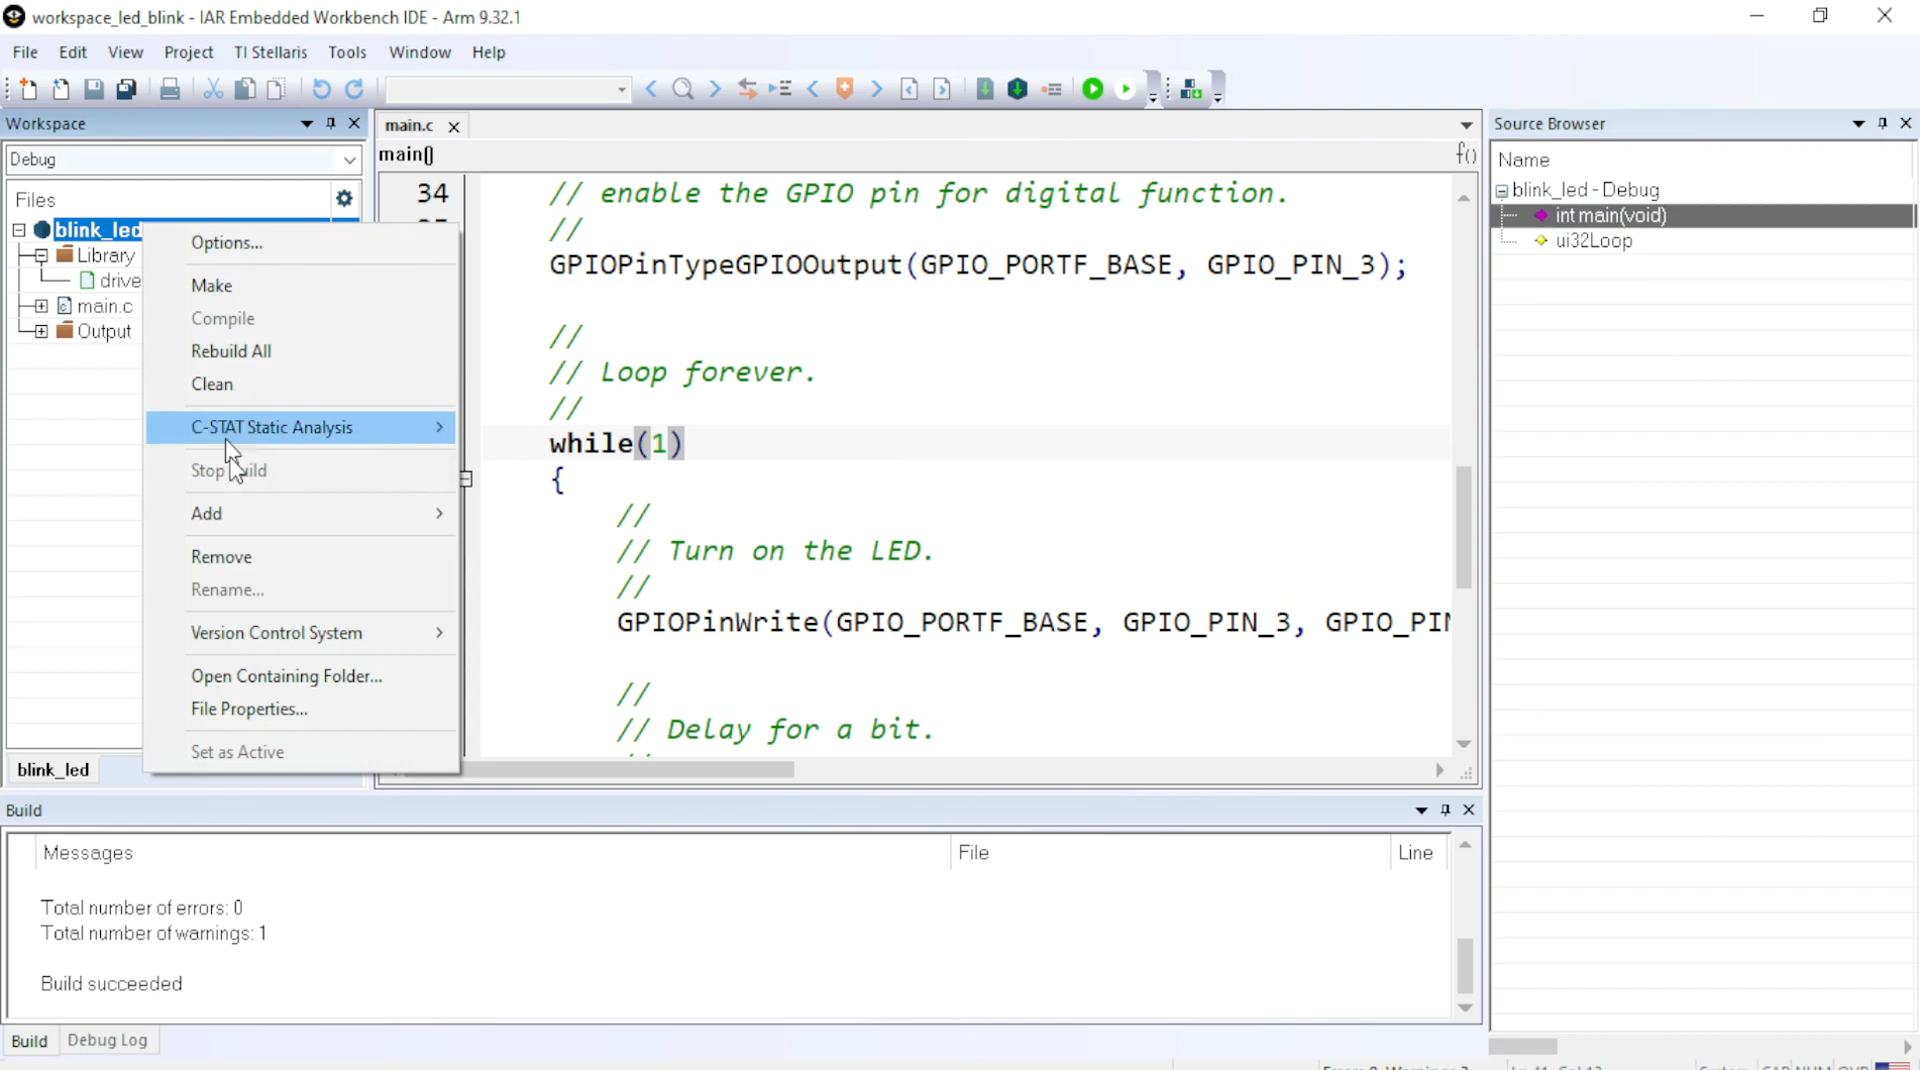 workspace_led_blink - IAR Embedded Workbench IDE - Arm 9.32.1
File Edit View Project TI Stellaris Tools Window Help
Workspace
Debug
Files
blink_led
Library
drive
main.c
Output
blink_led
Options...
Make
Compile
Rebuild All
Clean
C-STAT Static Analysis
Stop
Add
Remove
Rename...
Version Control System
Open Containing Folder...
File Properties...
Set as Active
main.c
main()
f()
34
// enable the GPIO pin for digital function.
//
GPIOPinTypeGPIOOutput(GPIO_PORTF_BASE, GPIO_PIN_3);
//
// Loop forever.
//
while(1)
{
//
// Turn on the LED.
//
GPIOPinWrite(GPIO_PORTF_BASE, GPIO_PIN_3, GPIO_PIN
//
// Delay for a bit.
Source Browser
Name
blink_led - Debug
int main(void)
ui32Loop
Build
Messages File Line
Total number of errors: 0
Total number of warnings: 1
Build succeeded
Build Debug Log